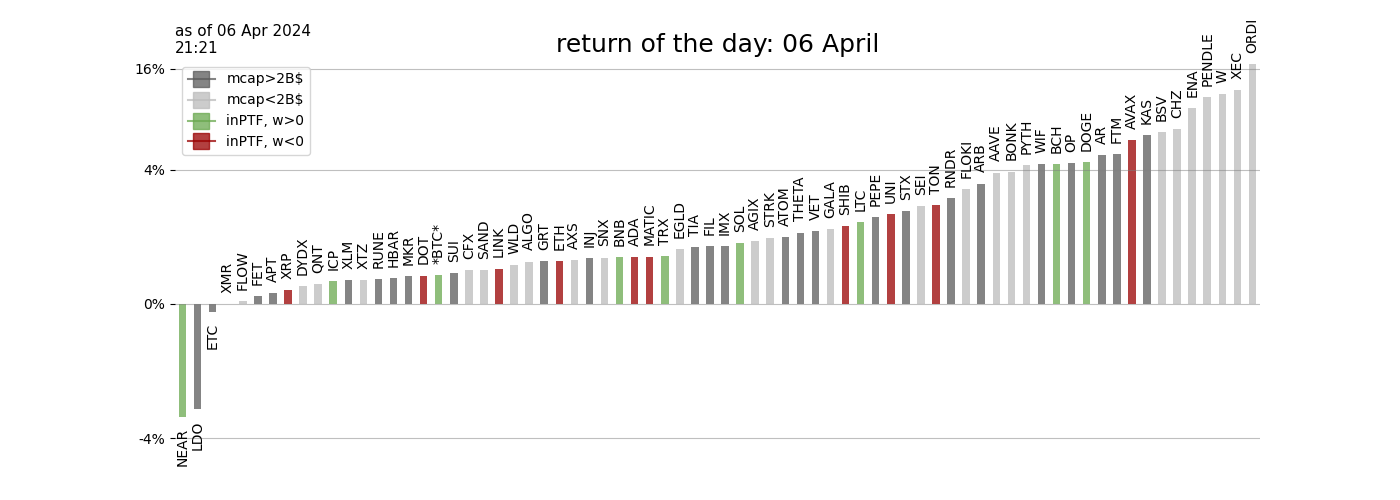 as of 06 Apr 2024
21:21
return of the day: 06 April
16%
4%
0%
-4%
mcap>2B$
mcap<2B$
inPTF, w>0
inPTF, w<0
NEAR
LDO
ETC
XMR
FLOW
FET
APT
XRP
DYDX
QNT
ICP
XLM
XTZ
RUNE
HBAR
MKR
DOT
*BTC*
SUI
CFX
SAND
LINK
WLD
ALGO
GRT
ETH
AXS
INJ
SNX
BNB
ADA
MATIC
TRX
EGLD
TIA
FIL
IMX
SOL
AGIX
STRK
ATOM
THETA
VET
GALA
SHIB
LTC
PEPE
UNI
STX
SEI
TON
RNDR
FLOKI
ARB
AAVE
BONK
PYTH
WIF
BCH
OP
DOGE
AR
FTM
AVAX
KAS
BSV
CHZ
ENA
PENDLE
W
XEC
ORDI